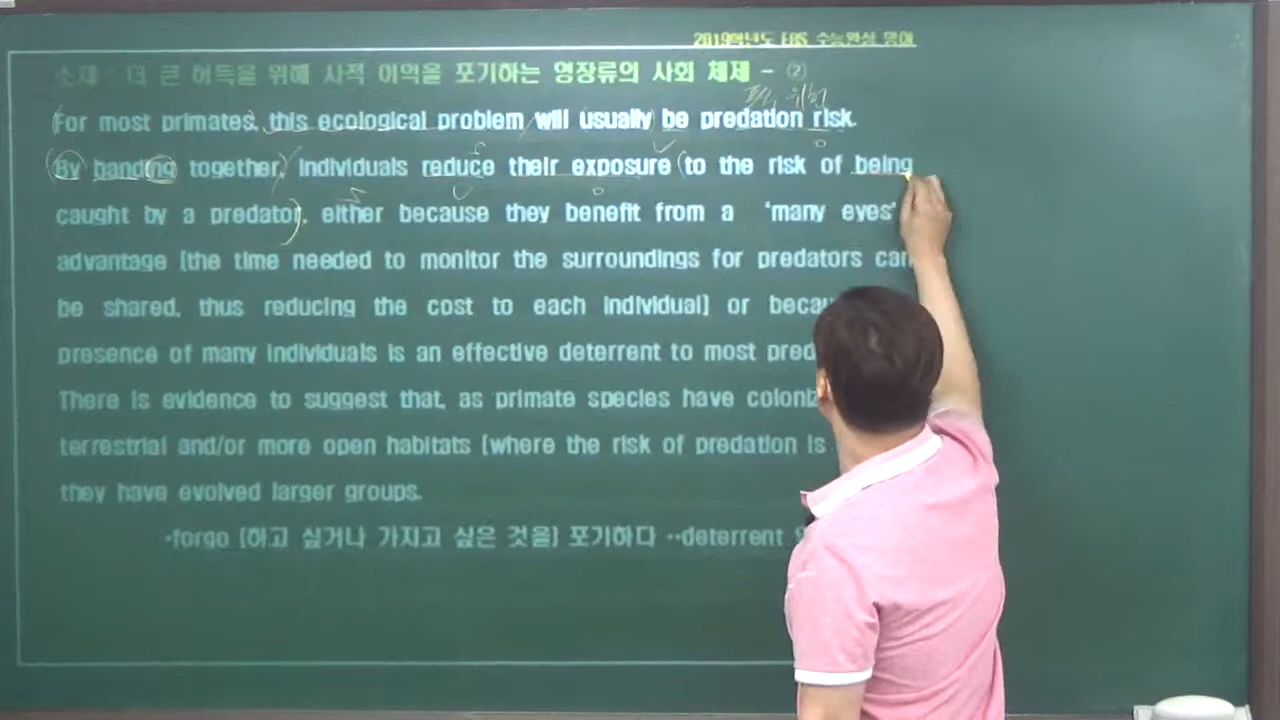 2019학년도 EBS 수능완성 영어
소재 : 더 큰 이득을 위해 사적 이익을 포기하는 영장류의 사회 체제 - ②
위험
For most primates, this ecological problem will usually be predation risk.
By banding together, individuals reduce their exposure to the risk of being
caught by a predator, either because they benefit from a ‘many eyes’
advantage [the time needed to monitor the surroundings for predators can
be shared, thus reducing the cost to each individual] or
presence of many individuals is an effective deterrent to most
There is evidence to suggest that, as primate species have
terrestrial and/or more open habitats [where the risk of predation is
they have evolved larger groups.
•forgo [하고 싶거나 가지고 싶은 것을] 포기하다 ••deterrent